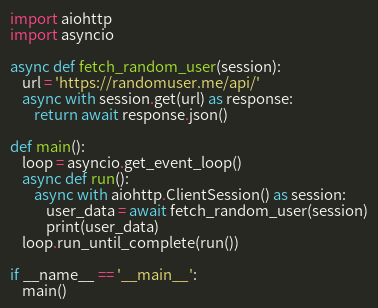 import aiohttp
import asyncio

async def fetch_random_user(session):
    url = 'https://randomuser.me/api/'
    async with session.get(url) as response:
        return await response.json()

def main():
    loop = asyncio.get_event_loop()
    async def run():
        async with aiohttp.ClientSession() as session:
            user_data = await fetch_random_user(session)
            print(user_data)
    loop.run_until_complete(run())

if __name__ == '__main__':
    main()